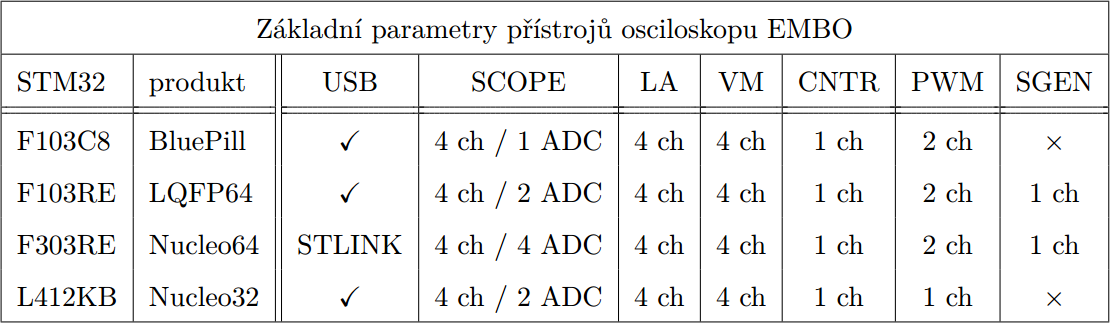 Základní parametry přístrojů osciloskopu EMBO
STM32 produkt USB SCOPE LA VM CNTR PWM SGEN
F103C8 BluePill ✓ 4 ch / 1 ADC 4 ch 4 ch 1 ch 2 ch ×
F103RE LQFP64 ✓ 4 ch / 2 ADC 4 ch 4 ch 1 ch 2 ch 1 ch
F303RE Nucleo64 STLINK 4 ch / 4 ADC 4 ch 4 ch 1 ch 2 ch 1 ch
L412KB Nucleo32 ✓ 4 ch / 2 ADC 4 ch 4 ch 1 ch 1 ch ×